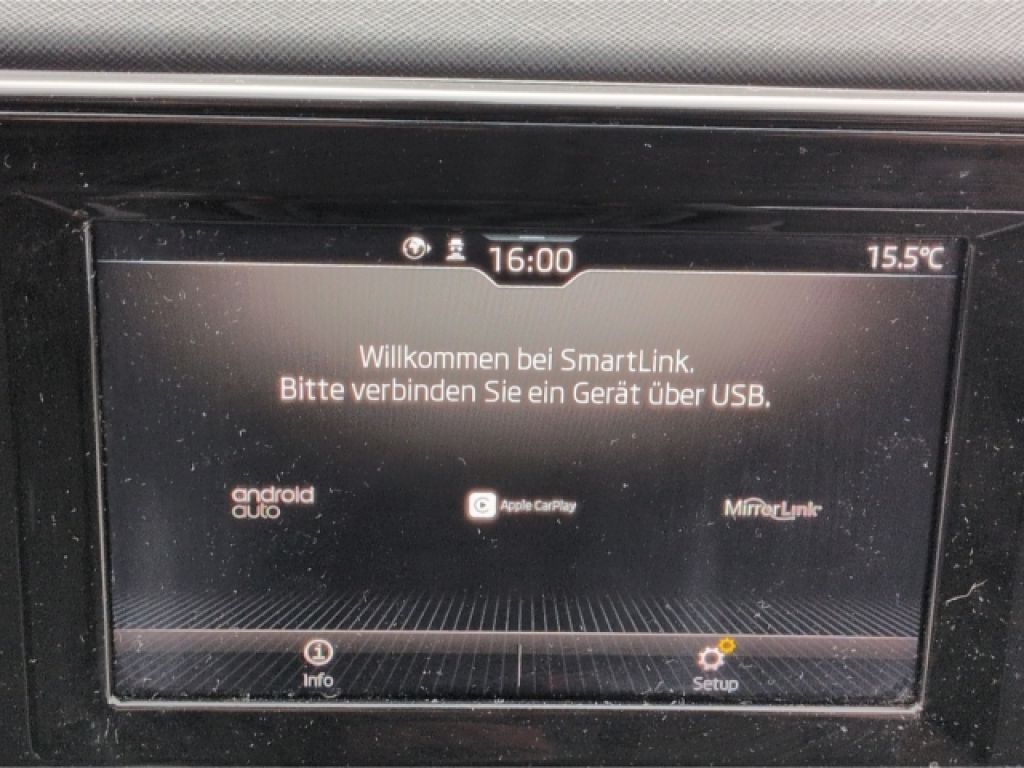 16:00
15.5°C
Willkommen bei SmartLink.
Bitte verbinden Sie ein Gerät über USB.
android
auto
Apple CarPlay
MirrorLink
Info
Setup